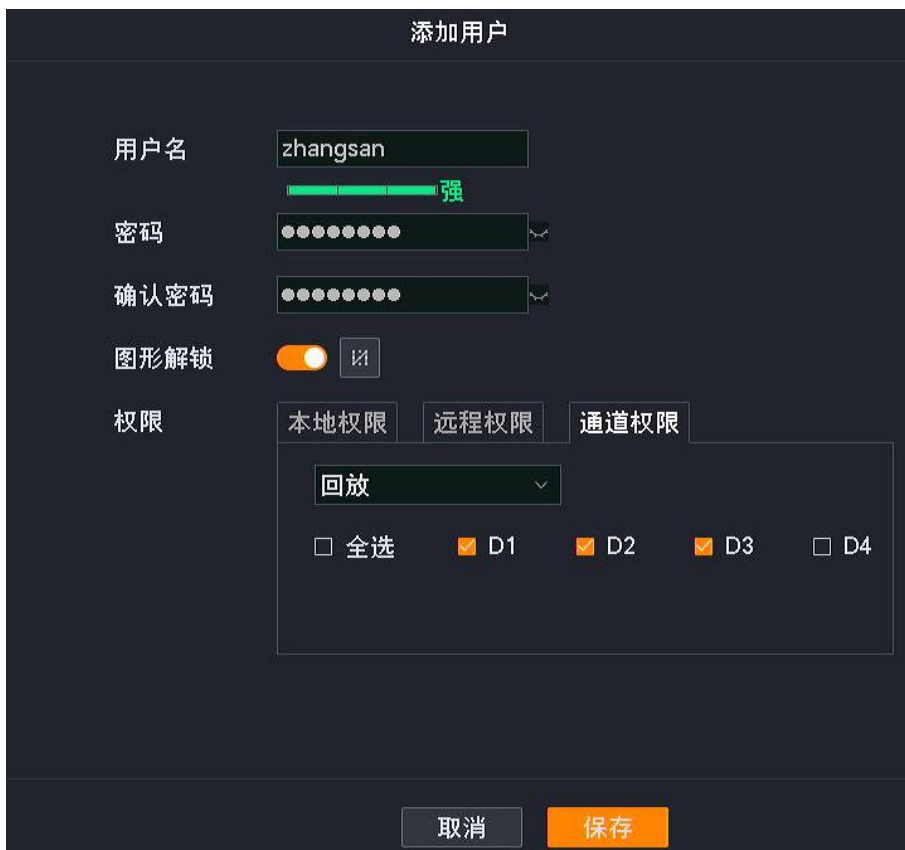 添加用户
用户名 zhangsan
强
密码 ●●●●●●●●
确认密码 ●●●●●●●●
图形解锁
权限 本地权限 远程权限 通道权限
回放
全选 D1 D2 D3 D4
取消 保存